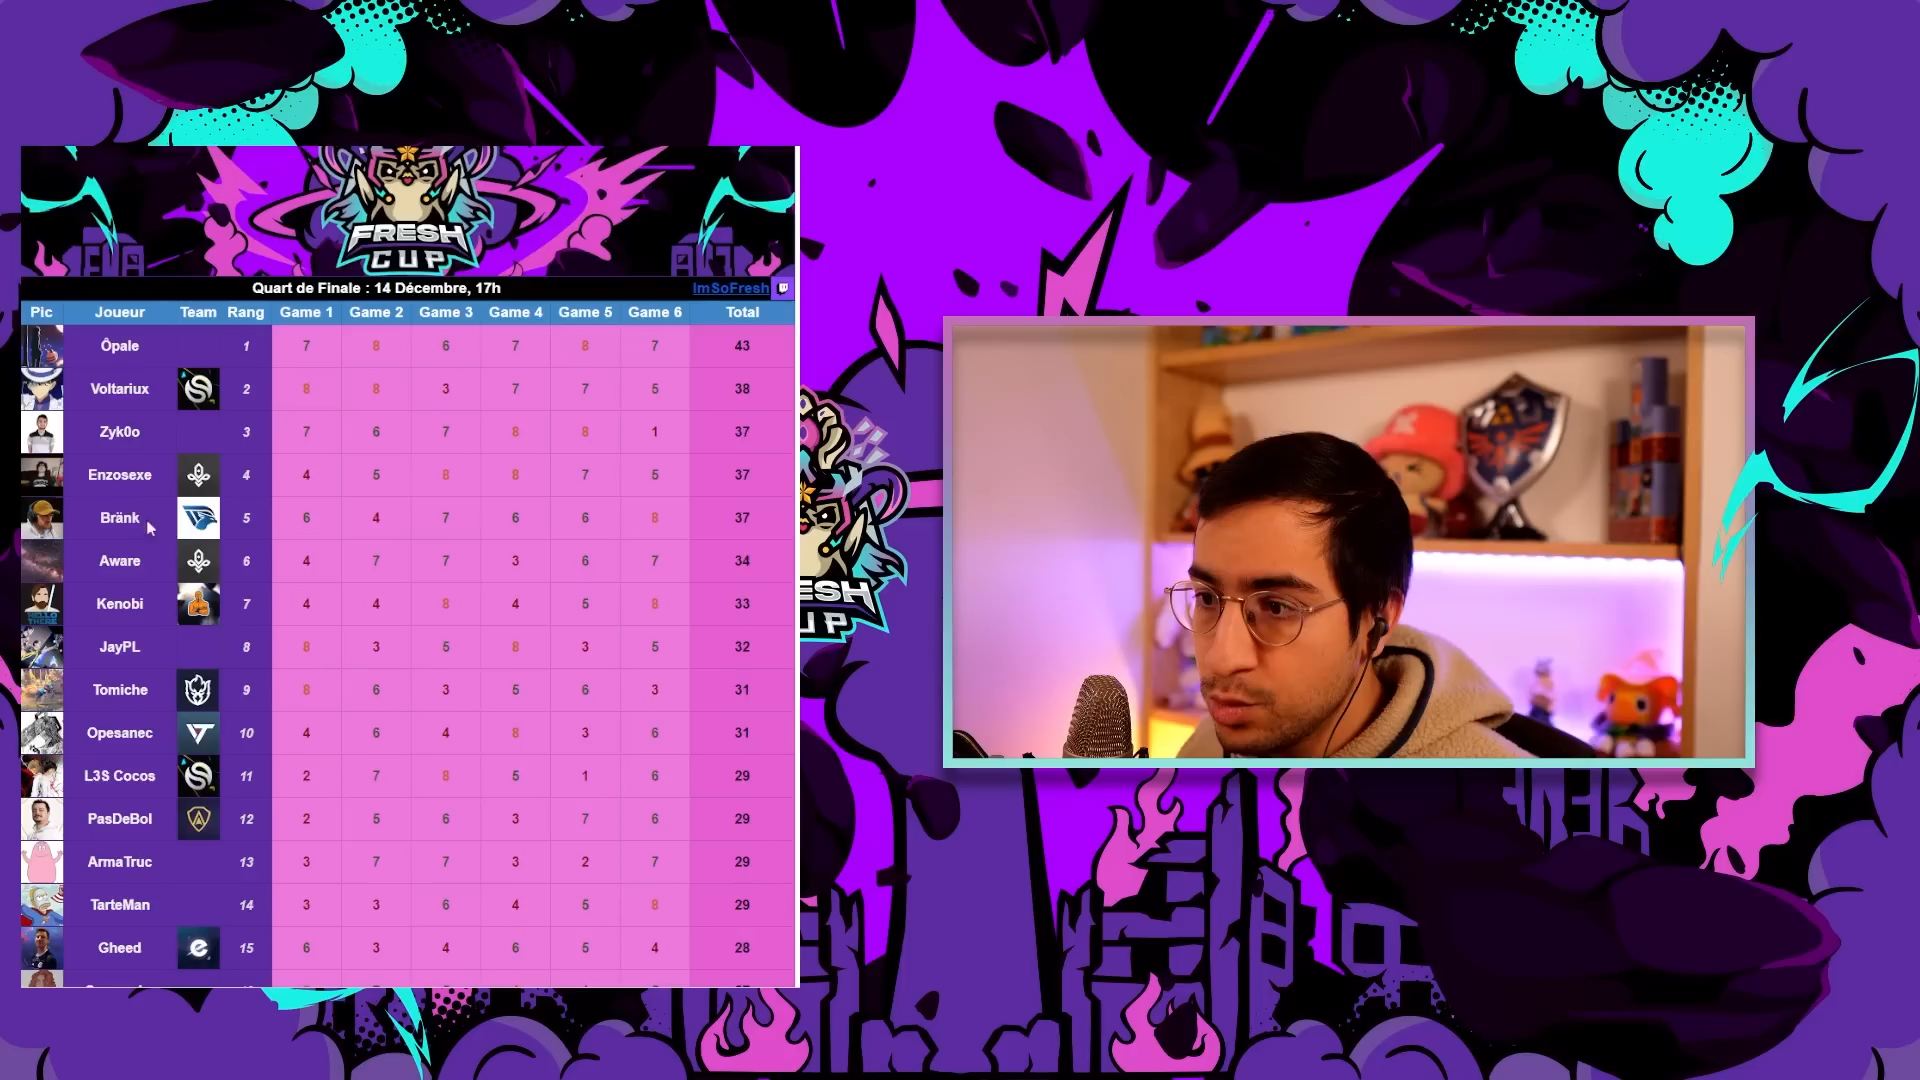 FRESH
CUP
Quart de Finale : 14 Décembre, 17h ImSoFresh
Pic Joueur Team Rang Game 1 Game 2 Game 3 Game 4 Game 5 Game 6 Total
Ôpale 1 7 8 6 7 8 7 43
Voltariux 2 8 8 3 7 7 5 38
Zyk0o 3 7 6 7 8 8 1 37
Enzosexe 4 4 5 8 8 7 5 37
Bränk 5 6 4 7 6 6 8 37
Aware 6 4 7 7 3 6 7 34
Kenobi 7 4 4 8 4 5 8 33
HELLO
THERE
JayPL 8 8 3 5 8 3 5 32
Tomiche 9 8 6 3 5 6 3 31
Opesanec 10 4 6 4 8 3 6 31
L3S Cocos 11 2 7 8 5 1 6 29
PasDeBol 12 2 5 6 3 7 6 29
ArmaTruc 13 3 7 7 3 2 7 29
TarteMan 14 3 3 6 4 5 8 29
Gheed 15 6 3 4 6 5 4 28
ESH
UP